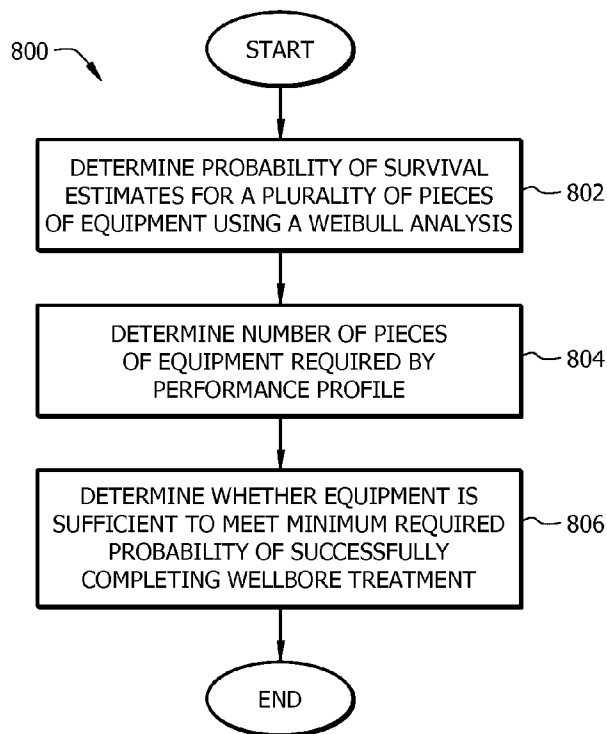 800
START
DETERMINE PROBABILITY OF SURVIVAL
ESTIMATES FOR A PLURALITY OF PIECES
OF EQUIPMENT USING A WEIBULL ANALYSIS
802
DETERMINE NUMBER OF PIECES
OF EQUIPMENT REQUIRED BY
PERFORMANCE PROFILE
804
DETERMINE WHETHER EQUIPMENT IS
SUFFICIENT TO MEET MINIMUM REQUIRED
PROBABILITY OF SUCCESSFULLY
COMPLETING WELLBORE TREATMENT
806
END